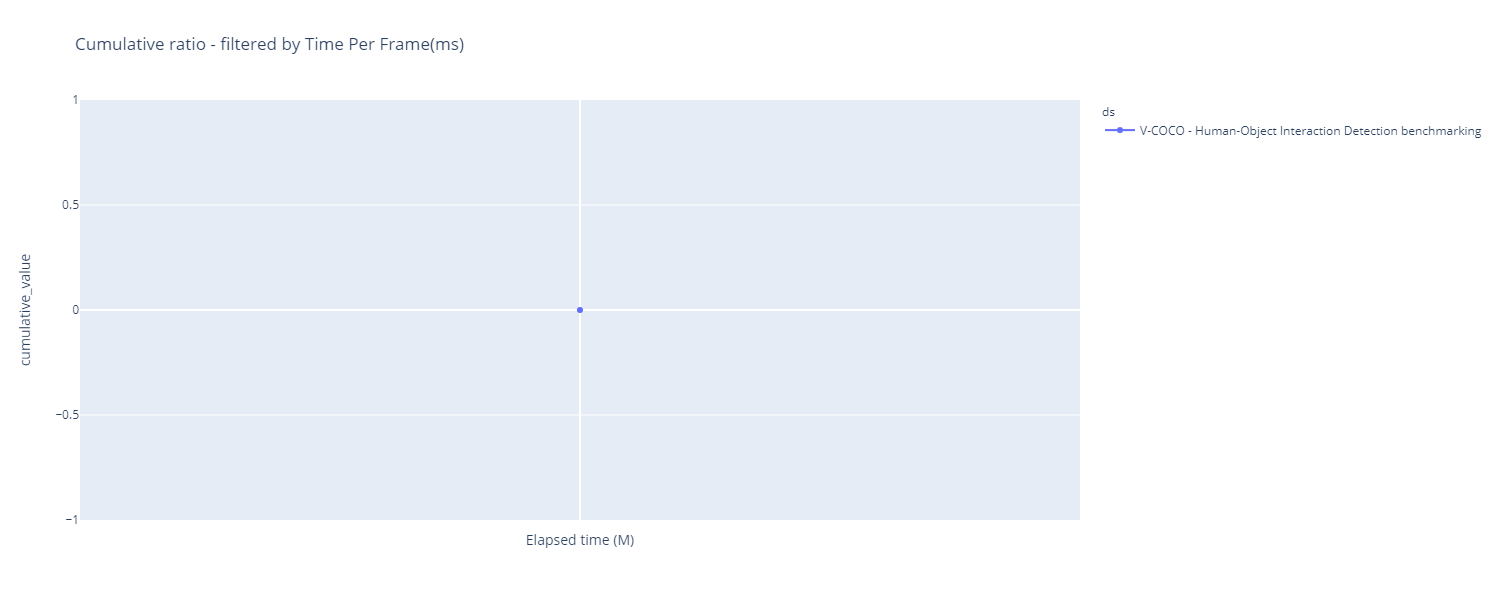 Cumulative ratio - filtered by Time Per Frame(ms)
1
0.5
0
−0.5
−1
cumulative_value
Elapsed time (M)
ds
V-COCO - Human-Object Interaction Detection benchmarking